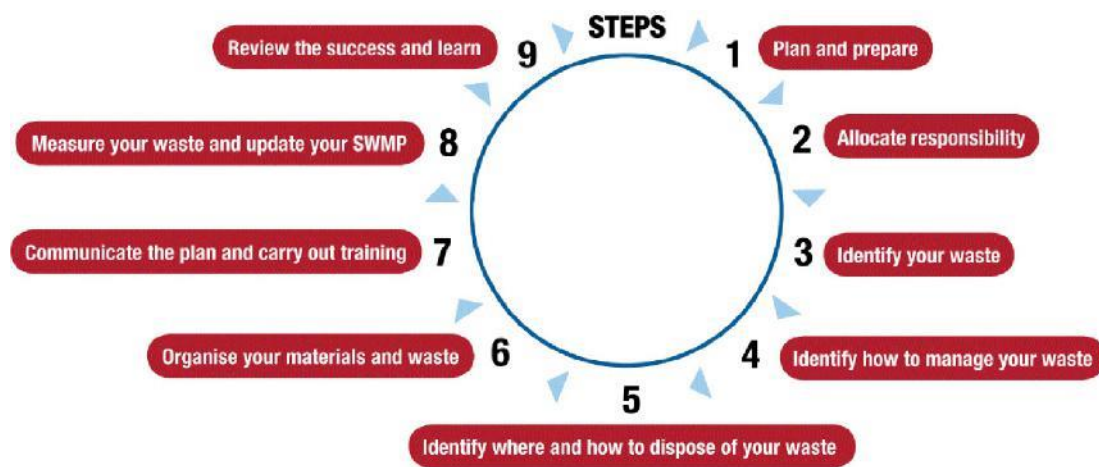 STEPS
1 Plan and prepare
2 Allocate responsibility
3 Identify your waste
4 Identify how to manage your waste
5
Identify where and how to dispose of your waste
6 Organise your materials and waste
7 Communicate the plan and carry out training
8 Measure your waste and update your SWMP
9 Review the success and learn